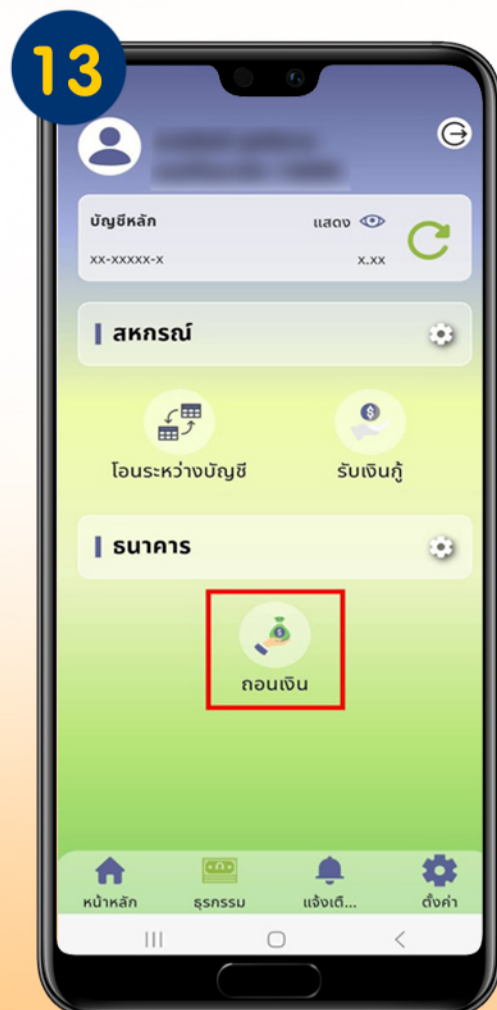 13
บัญชีหลัก แสดง
xx-xxxxx-x x.xx
สหกรณ์
โอนระหว่างบัญชี รับเงินกู้
ธนาคาร
ถอนเงิน
หน้าหลัก ธุรกรรม แจ้งเตื... ตั้งค่า